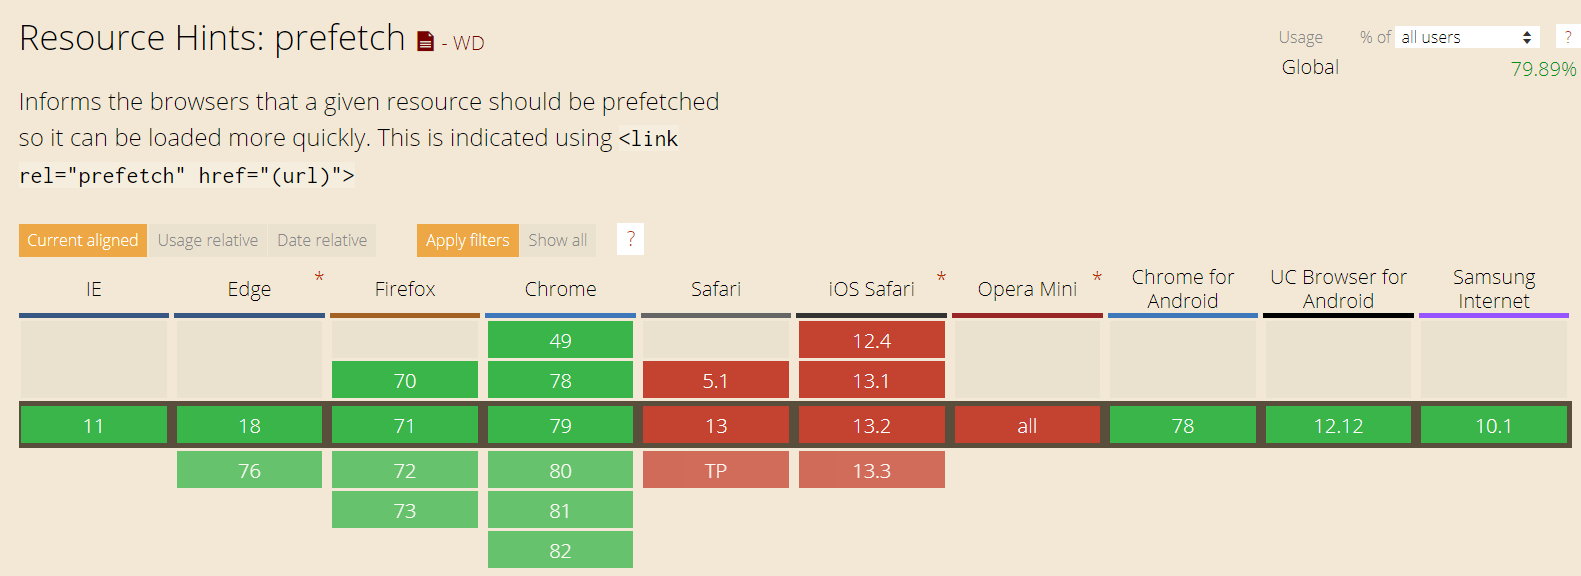 Resource Hints: prefetch - WD
Usage % of all users ?
Global 79.89%
Informs the browsers that a given resource should be prefetched
so it can be loaded more quickly. This is indicated using <link
rel="prefetch" href="(url)">
Current aligned Usage relative Date relative Apply filters Show all ?
IE Edge * Firefox Chrome Safari iOS Safari * Opera Mini * Chrome for Android UC Browser for Android Samsung Internet
49 12.4
70 78 5.1 13.1
11 18 71 79 13 13.2 all 78 12.12 10.1
76 72 80 TP 13.3
73 81
82